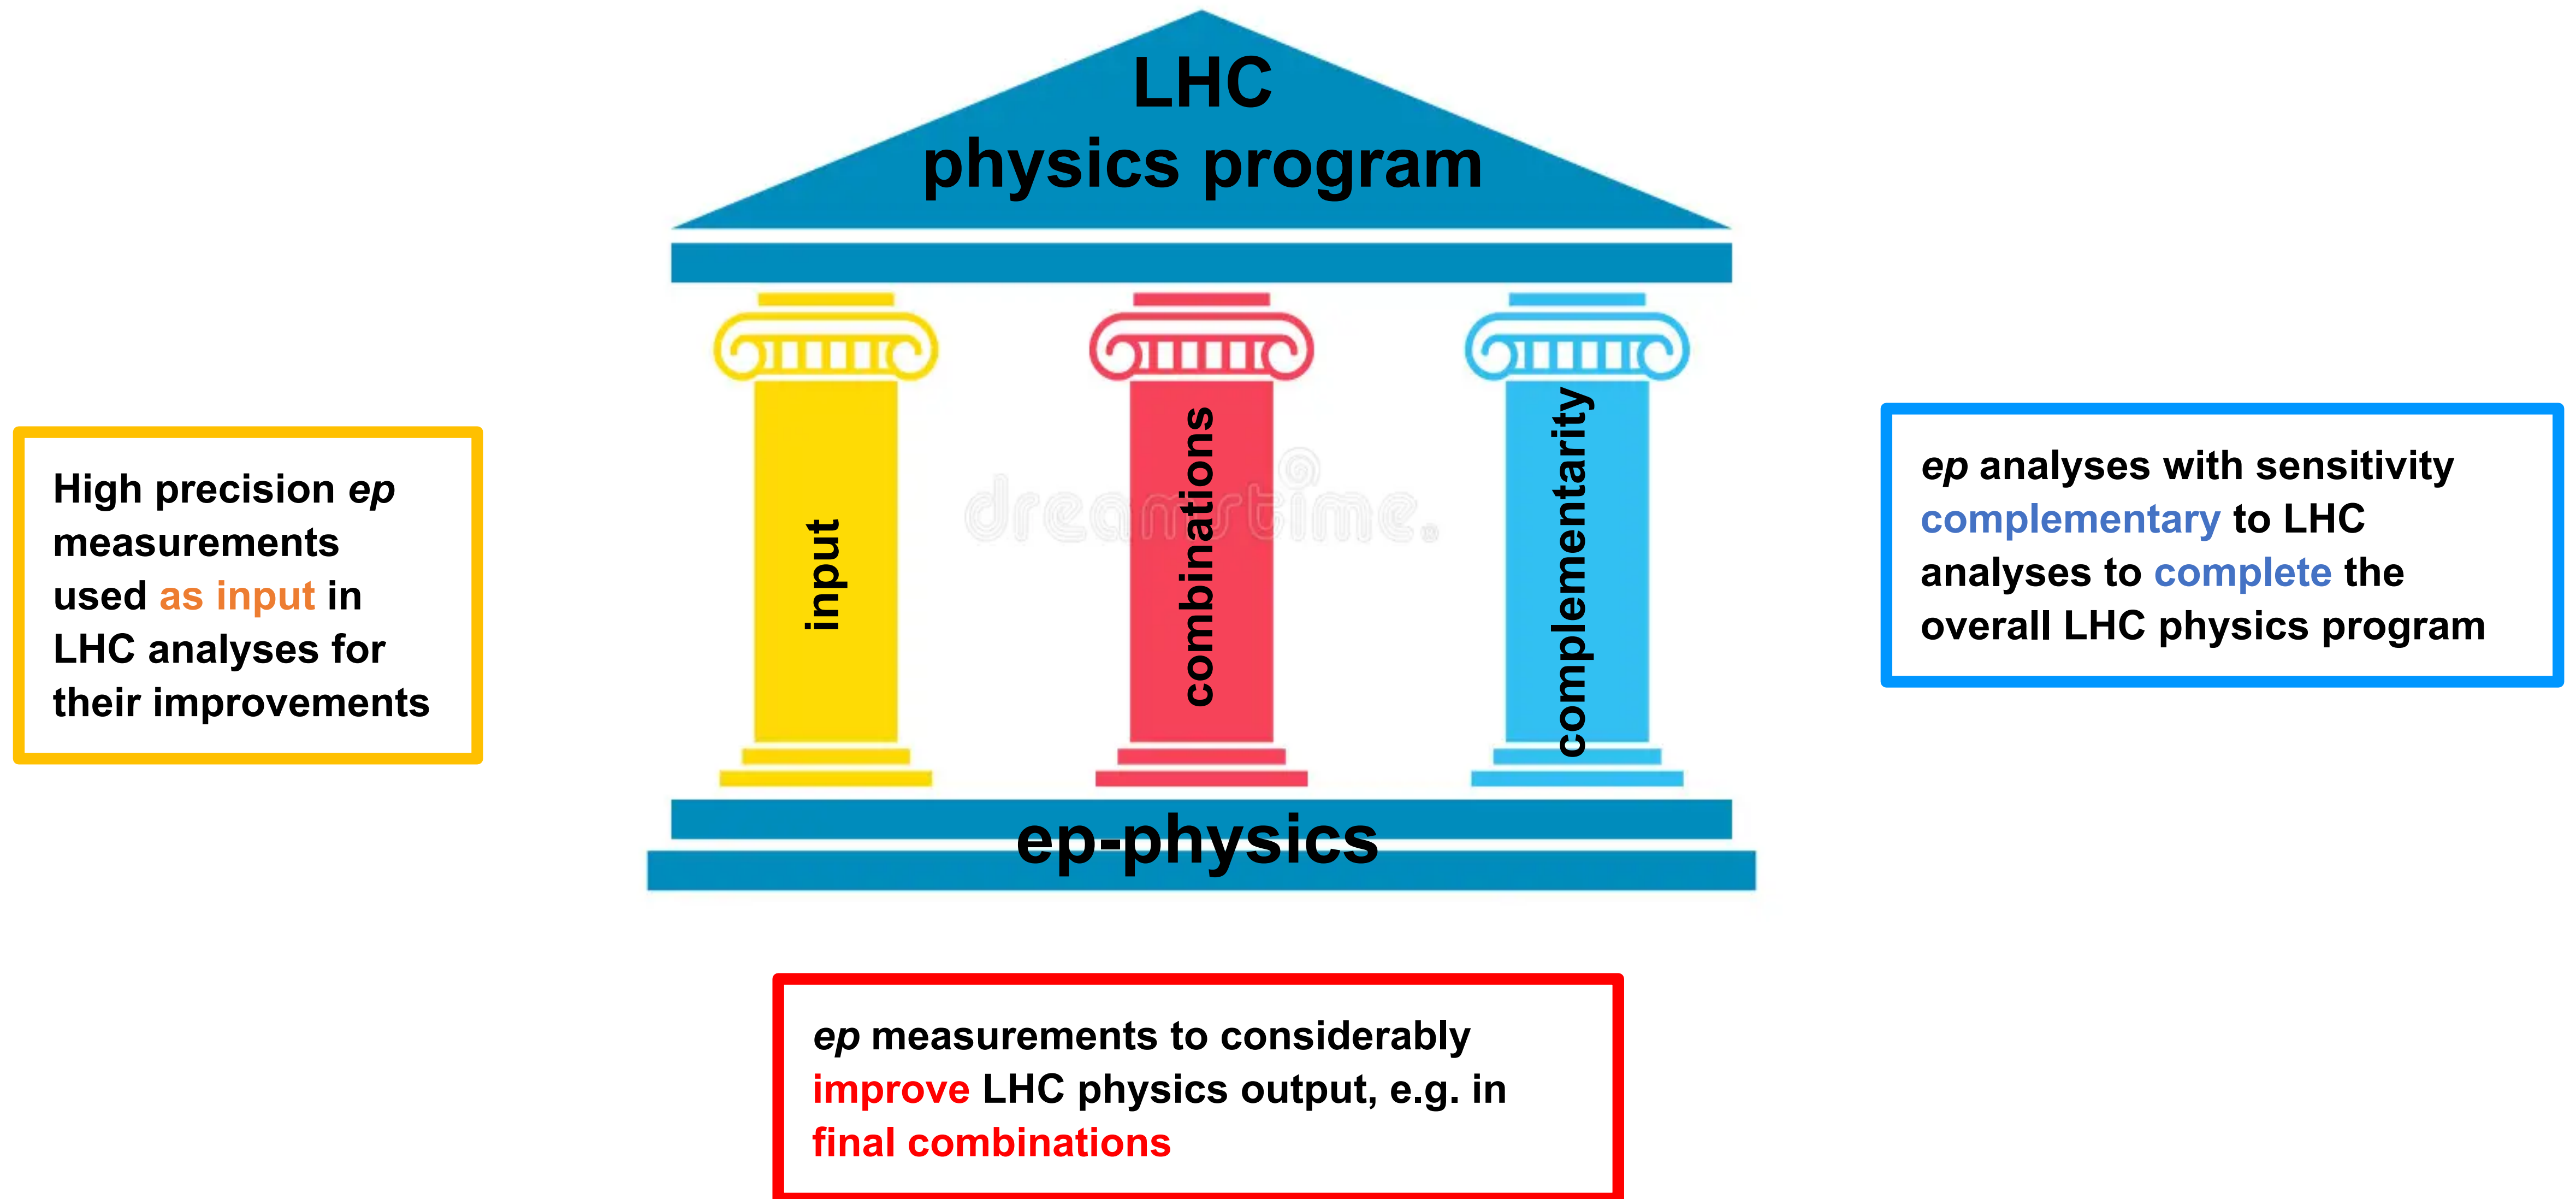 LHC
physics program
High precision ep
measurements
used as input in
LHC analyses for
their improvements
input
combinations
complementarity
dreamstime.
ep analyses with sensitivity
complementary to LHC
analyses to complete the
overall LHC physics program
ep-physics
ep measurements to considerably
improve LHC physics output, e.g. in
final combinations